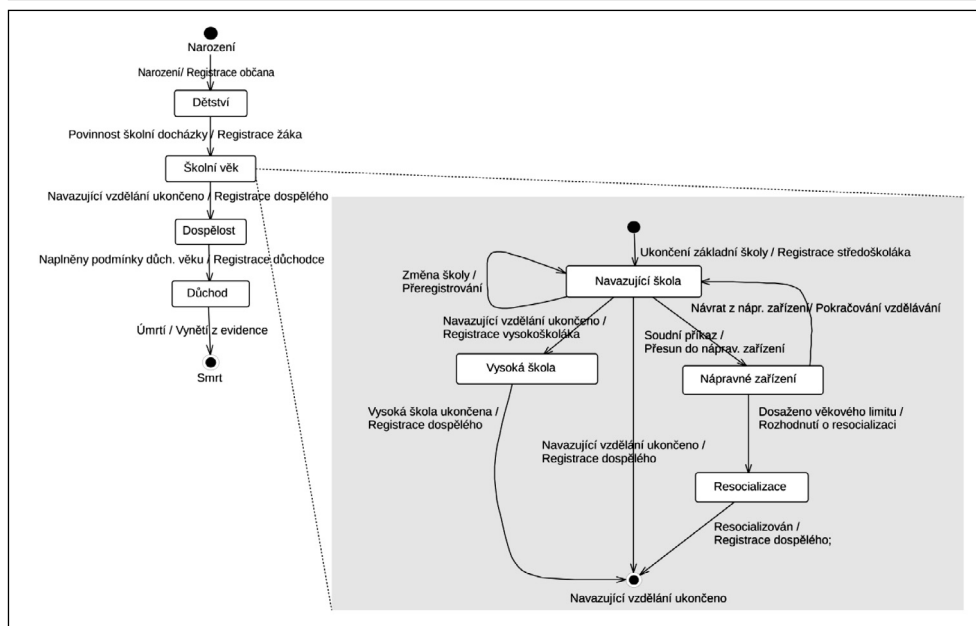 Narození
Narození/ Registrace občana
Dětství
Povinnost školní docházky / Registrace žáka
Školní věk
Navazující vzdělání ukončeno / Registrace dospělého
Dospělost
Naplněny podmínky důch. věku / Registrace důchodce
Důchod
Úmrtí / Vynětí z evidence
Smrt
Ukončení základní školy / Registrace středoškoláka
Změna školy /
Přeregistrování
Navazující škola
Návrat z nápr. zařízení/ Pokračování vzdělávání
Navazující vzdělání ukončeno /
Registrace vysokoškoláka
Soudní příkaz /
Přesun do náprav. zařízení
Vysoká škola
Nápravné zařízení
Vysoká škola ukončena /
Registrace dospělého
Dosaženo věkového limitu /
Rozhodnutí o resocializaci
Navazující vzdělání ukončeno /
Registrace dospělého
Resocializace
Resocializován /
Registrace dospělého;
Navazující vzdělání ukončeno